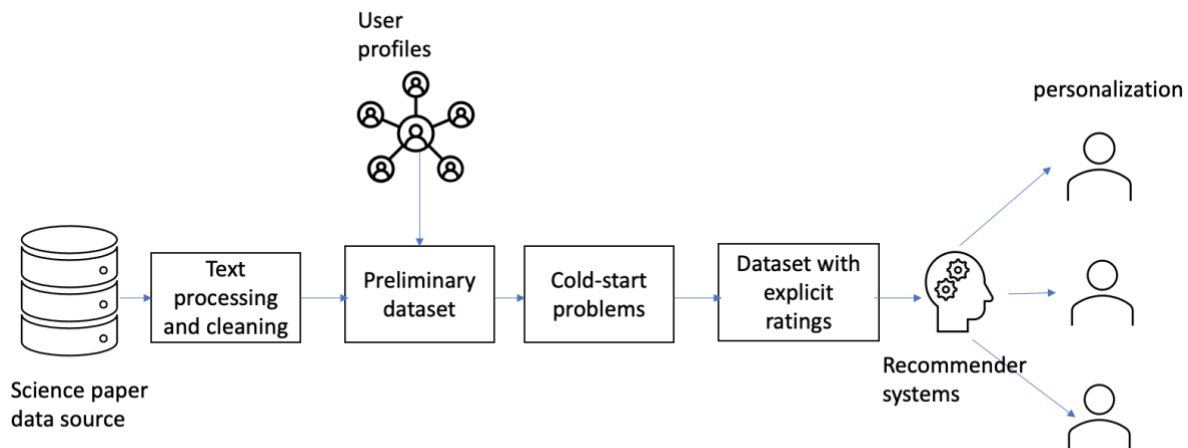 User
profiles
personalization
Text
processing
and cleaning
Preliminary
dataset
Cold-start
problems
Dataset with
explicit
ratings
Recommender
systems
Science paper
data source